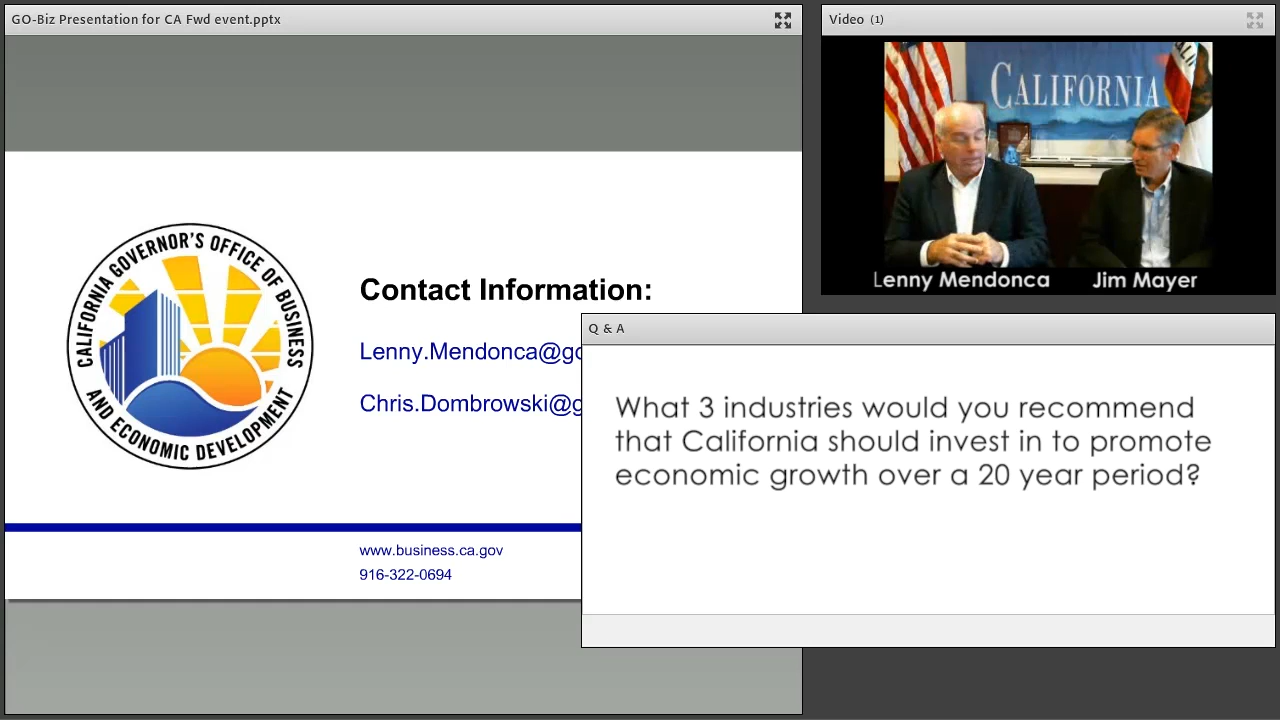 GO-Biz Presentation for CA Fwd event.pptx
Video (1)
CALIFORNIA
Lenny Mendonca
Jim Mayer
CALIFORNIA GOVERNOR'S OFFICE OF BUSINESS
AND ECONOMIC DEVELOPMENT
Contact Information:
Lenny.Mendonca@go
Chris.Dombrowski@g
www.business.ca.gov
916-322-0694
Q & A
What 3 industries would you recommend
that California should invest in to promote
economic growth over a 20 year period?